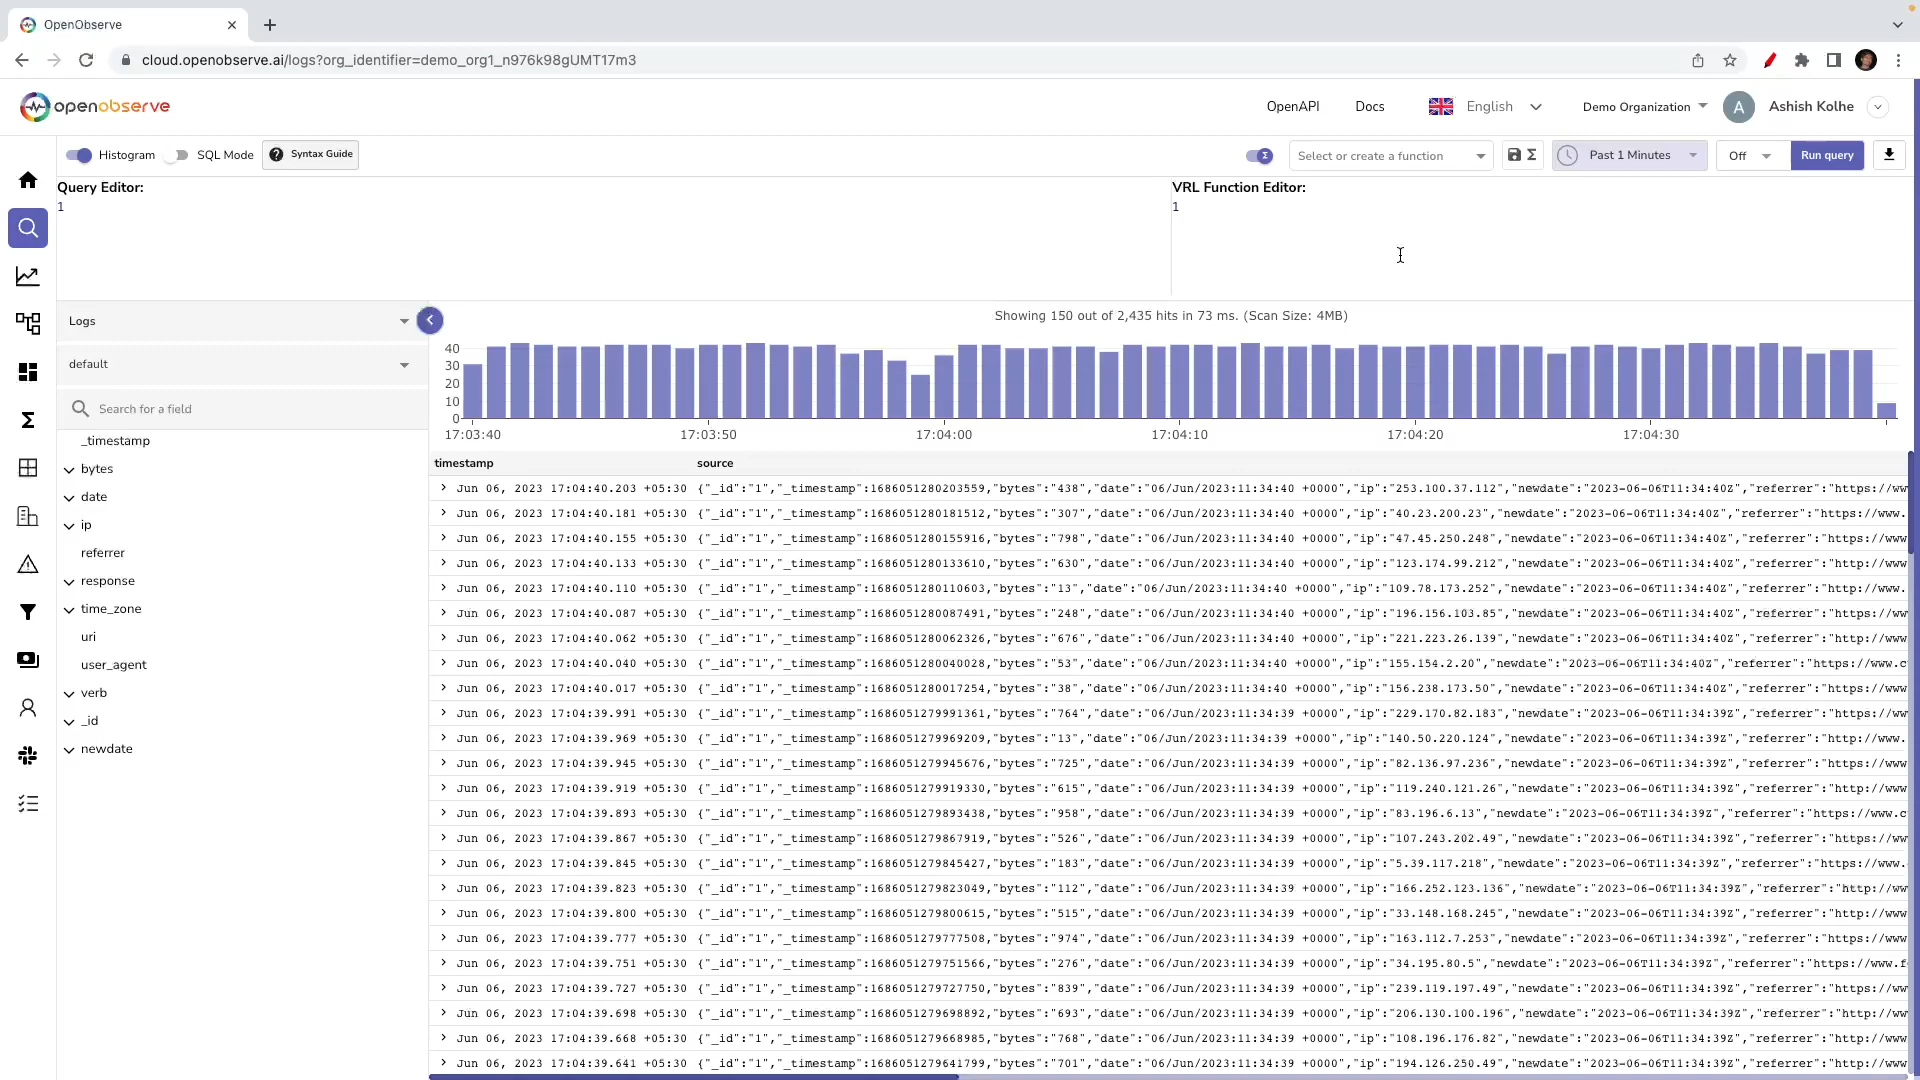 OpenObserve
cloud.openobserve.ai/logs?org_identifier=demo_org1_n976k98gUMT17m3
openobserve
OpenAPI Docs English Demo Organization A Ashish Kolhe
Histogram SQL Mode ? Syntax Guide Σ Select or create a function Σ Past 1 Minutes Off Run query
Query Editor: VRL Function Editor:
1 1
Logs
Showing 150 out of 2,435 hits in 73 ms. (Scan Size: 4MB)
default
Search for a field
40
30
20
10
0
17:03:40 17:03:50 17:04:00 17:04:10 17:04:20 17:04:30
_timestamp
bytes
date
ip
referrer
response
time_zone
uri
user_agent
verb
_id
newdate
timestamp source
Jun 06, 2023 17:04:40.203 +05:30 {"_id":"1","_timestamp":1686051280203559,"bytes":"438","date":"06/Jun/2023:11:34:40 +0000","ip":"253.100.37.112","newdate":"2023-06-06T11:34:40Z","referrer":"https://ww
Jun 06, 2023 17:04:40.181 +05:30 {"_id":"1","_timestamp":1686051280181512,"bytes":"307","date":"06/Jun/2023:11:34:40 +0000","ip":"40.23.200.23","newdate":"2023-06-06T11:34:40Z","referrer":"https://www.
Jun 06, 2023 17:04:40.155 +05:30 {"_id":"1","_timestamp":1686051280155916,"bytes":"798","date":"06/Jun/2023:11:34:40 +0000","ip":"47.45.250.248","newdate":"2023-06-06T11:34:40Z","referrer":"https://www
Jun 06, 2023 17:04:40.133 +05:30 {"_id":"1","_timestamp":1686051280133610,"bytes":"630","date":"06/Jun/2023:11:34:40 +0000","ip":"123.174.99.212","newdate":"2023-06-06T11:34:40Z","referrer":"https://ww
Jun 06, 2023 17:04:40.110 +05:30 {"_id":"1","_timestamp":1686051280110603,"bytes":"13","date":"06/Jun/2023:11:34:40 +0000","ip":"109.78.173.252","newdate":"2023-06-06T11:34:40Z","referrer":"http://www.
Jun 06, 2023 17:04:40.087 +05:30 {"_id":"1","_timestamp":1686051280087491,"bytes":"248","date":"06/Jun/2023:11:34:40 +0000","ip":"196.156.103.85","newdate":"2023-06-06T11:34:40Z","referrer":"https://ww
Jun 06, 2023 17:04:40.062 +05:30 {"_id":"1","_timestamp":1686051280062326,"bytes":"676","date":"06/Jun/2023:11:34:40 +0000","ip":"221.223.26.139","newdate":"2023-06-06T11:34:40Z","referrer":"https://ww
Jun 06, 2023 17:04:40.040 +05:30 {"_id":"1","_timestamp":1686051280040028,"bytes":"53","date":"06/Jun/2023:11:34:40 +0000","ip":"155.154.2.20","newdate":"2023-06-06T11:34:40Z","referrer":"https://www.c
Jun 06, 2023 17:04:40.017 +05:30 {"_id":"1","_timestamp":1686051280017254,"bytes":"38","date":"06/Jun/2023:11:34:40 +0000","ip":"156.238.173.50","newdate":"2023-06-06T11:34:40Z","referrer":"https://www
Jun 06, 2023 17:04:39.991 +05:30 {"_id":"1","_timestamp":1686051279991361,"bytes":"764","date":"06/Jun/2023:11:34:39 +0000","ip":"229.170.82.183","newdate":"2023-06-06T11:34:39Z","referrer":"http://www
Jun 06, 2023 17:04:39.969 +05:30 {"_id":"1","_timestamp":1686051279969209,"bytes":"13","date":"06/Jun/2023:11:34:39 +0000","ip":"140.50.220.124","newdate":"2023-06-06T11:34:39Z","referrer":"http://www.
Jun 06, 2023 17:04:39.945 +05:30 {"_id":"1","_timestamp":1686051279945676,"bytes":"725","date":"06/Jun/2023:11:34:39 +0000","ip":"82.136.97.236","newdate":"2023-06-06T11:34:39Z","referrer":"https://www
Jun 06, 2023 17:04:39.919 +05:30 {"_id":"1","_timestamp":1686051279919330,"bytes":"615","date":"06/Jun/2023:11:34:39 +0000","ip":"119.240.121.26","newdate":"2023-06-06T11:34:39Z","referrer":"http://www
Jun 06, 2023 17:04:39.893 +05:30 {"_id":"1","_timestamp":1686051279893438,"bytes":"958","date":"06/Jun/2023:11:34:39 +0000","ip":"83.196.6.13","newdate":"2023-06-06T11:34:39Z","referrer":"https://www.c
Jun 06, 2023 17:04:39.867 +05:30 {"_id":"1","_timestamp":1686051279867919,"bytes":"526","date":"06/Jun/2023:11:34:39 +0000","ip":"107.243.202.49","newdate":"2023-06-06T11:34:39Z","referrer":"http://www
Jun 06, 2023 17:04:39.845 +05:30 {"_id":"1","_timestamp":1686051279845427,"bytes":"183","date":"06/Jun/2023:11:34:39 +0000","ip":"5.39.117.218","newdate":"2023-06-06T11:34:39Z","referrer":"https://www.
Jun 06, 2023 17:04:39.823 +05:30 {"_id":"1","_timestamp":1686051279823049,"bytes":"112","date":"06/Jun/2023:11:34:39 +0000","ip":"166.252.123.136","newdate":"2023-06-06T11:34:39Z","referrer":"http://ww
Jun 06, 2023 17:04:39.800 +05:30 {"_id":"1","_timestamp":1686051279800615,"bytes":"515","date":"06/Jun/2023:11:34:39 +0000","ip":"33.148.168.245","newdate":"2023-06-06T11:34:39Z","referrer":"http://www
Jun 06, 2023 17:04:39.777 +05:30 {"_id":"1","_timestamp":1686051279777508,"bytes":"974","date":"06/Jun/2023:11:34:39 +0000","ip":"163.112.7.253","newdate":"2023-06-06T11:34:39Z","referrer":"https://www
Jun 06, 2023 17:04:39.751 +05:30 {"_id":"1","_timestamp":1686051279751566,"bytes":"276","date":"06/Jun/2023:11:34:39 +0000","ip":"34.195.80.5","newdate":"2023-06-06T11:34:39Z","referrer":"https://www.f
Jun 06, 2023 17:04:39.727 +05:30 {"_id":"1","_timestamp":1686051279727750,"bytes":"839","date":"06/Jun/2023:11:34:39 +0000","ip":"239.119.197.49","newdate":"2023-06-06T11:34:39Z","referrer":"https://ww
Jun 06, 2023 17:04:39.698 +05:30 {"_id":"1","_timestamp":1686051279698892,"bytes":"693","date":"06/Jun/2023:11:34:39 +0000","ip":"206.130.100.196","newdate":"2023-06-06T11:34:39Z","referrer":"http://ww
Jun 06, 2023 17:04:39.668 +05:30 {"_id":"1","_timestamp":1686051279668985,"bytes":"768","date":"06/Jun/2023:11:34:39 +0000","ip":"108.196.176.82","newdate":"2023-06-06T11:34:39Z","referrer":"http://www
Jun 06, 2023 17:04:39.641 +05:30 {"_id":"1","_timestamp":1686051279641799,"bytes":"701","date":"06/Jun/2023:11:34:39 +0000","ip":"194.126.250.49","newdate":"2023-06-06T11:34:39Z","referrer":"https://ww